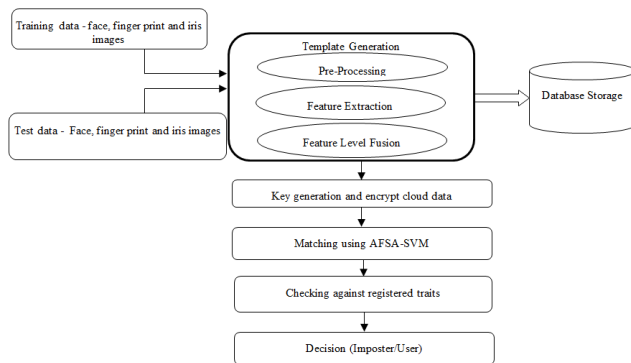 Training data - face, finger print and iris
images
Template Generation
Pre-Processing
Feature Extraction
Feature Level Fusion
Database Storage
Test data - Face, finger print and iris images
Key generation and encrypt cloud data
Matching using AFSA-SVM
Checking against registered traits
Decision (Imposter/User)